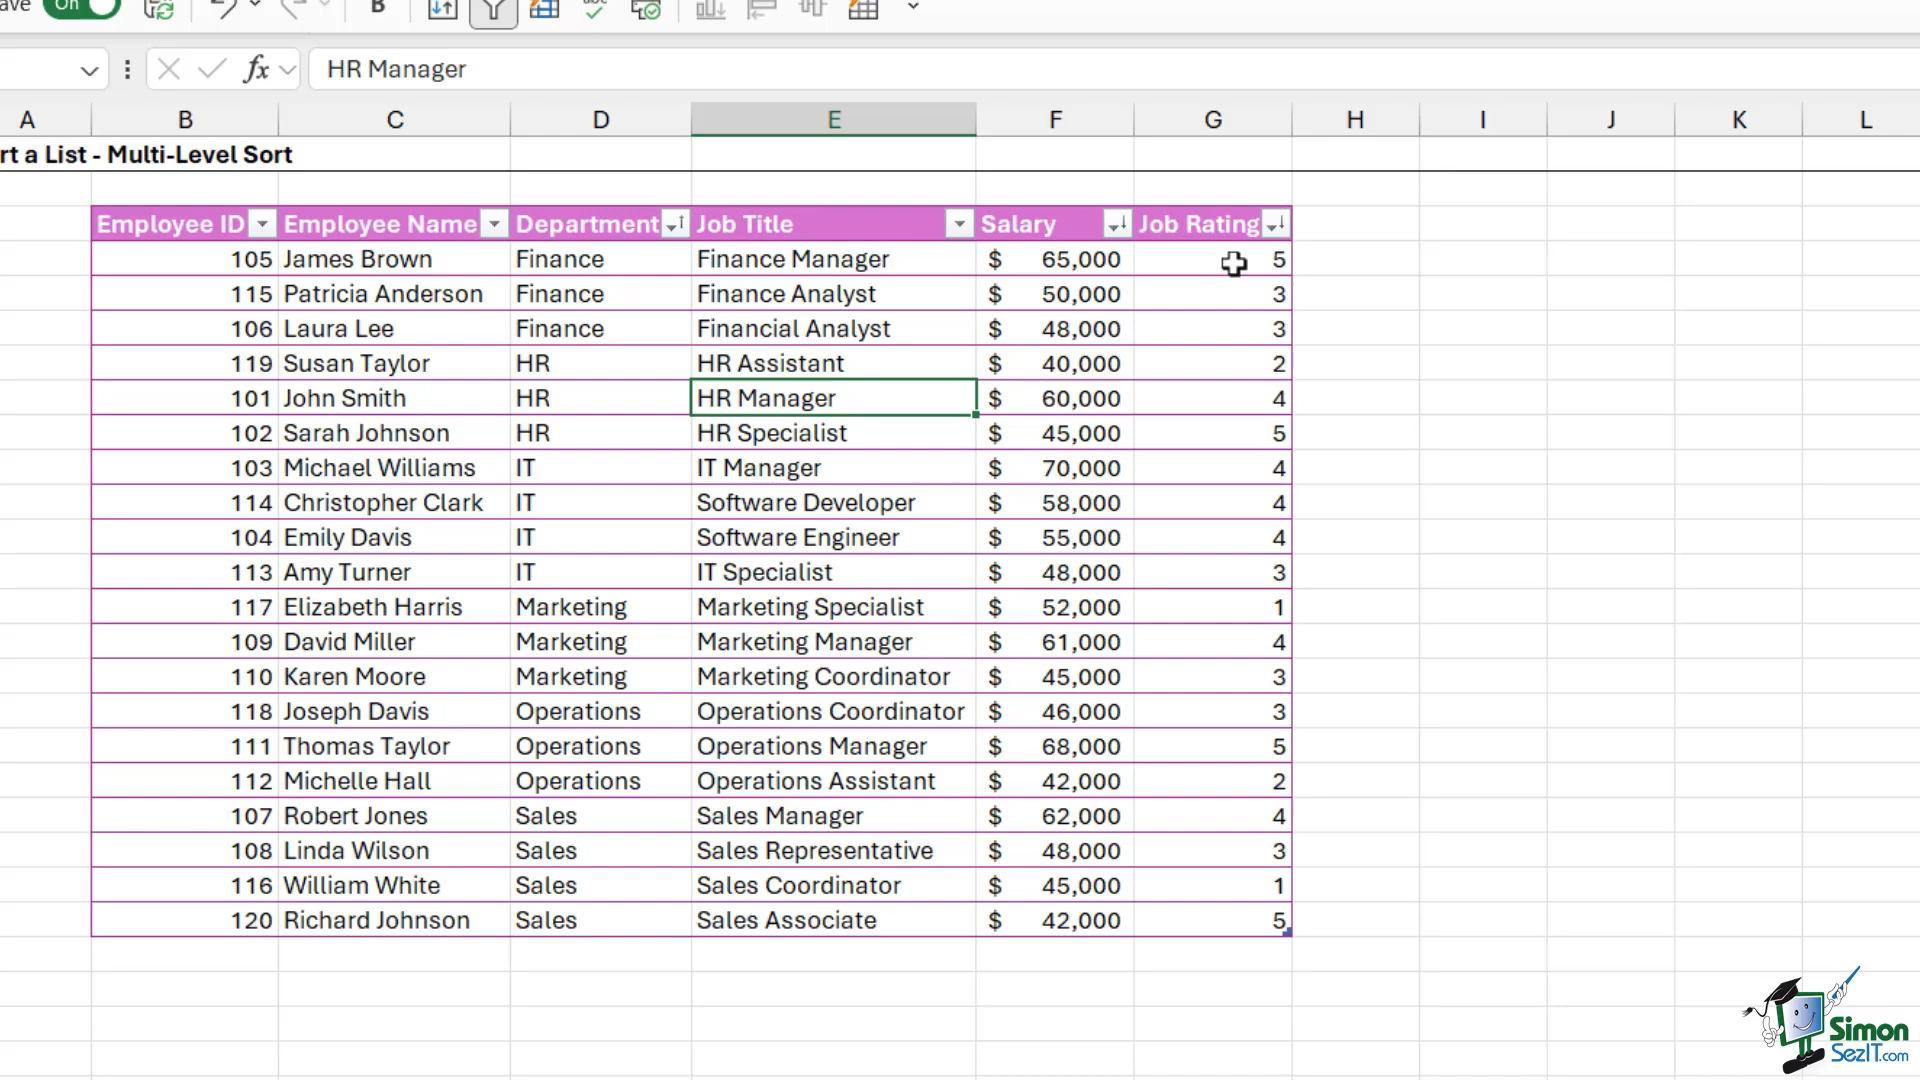 ave On B
fx HR Manager
A B C D E F G H I J K L
rt a List - Multi-Level Sort
Employee ID Employee Name Department Job Title Salary Job Rating
105 James Brown Finance Finance Manager $ 65,000 5
115 Patricia Anderson Finance Finance Analyst $ 50,000 3
106 Laura Lee Finance Financial Analyst $ 48,000 3
119 Susan Taylor HR HR Assistant $ 40,000 2
101 John Smith HR HR Manager $ 60,000 4
102 Sarah Johnson HR HR Specialist $ 45,000 5
103 Michael Williams IT IT Manager $ 70,000 4
114 Christopher Clark IT Software Developer $ 58,000 4
104 Emily Davis IT Software Engineer $ 55,000 4
113 Amy Turner IT IT Specialist $ 48,000 3
117 Elizabeth Harris Marketing Marketing Specialist $ 52,000 1
109 David Miller Marketing Marketing Manager $ 61,000 4
110 Karen Moore Marketing Marketing Coordinator $ 45,000 3
118 Joseph Davis Operations Operations Coordinator $ 46,000 3
111 Thomas Taylor Operations Operations Manager $ 68,000 5
112 Michelle Hall Operations Operations Assistant $ 42,000 2
107 Robert Jones Sales Sales Manager $ 62,000 4
108 Linda Wilson Sales Sales Representative $ 48,000 3
116 William White Sales Sales Coordinator $ 45,000 1
120 Richard Johnson Sales Sales Associate $ 42,000 5
Simon
SezIT.com